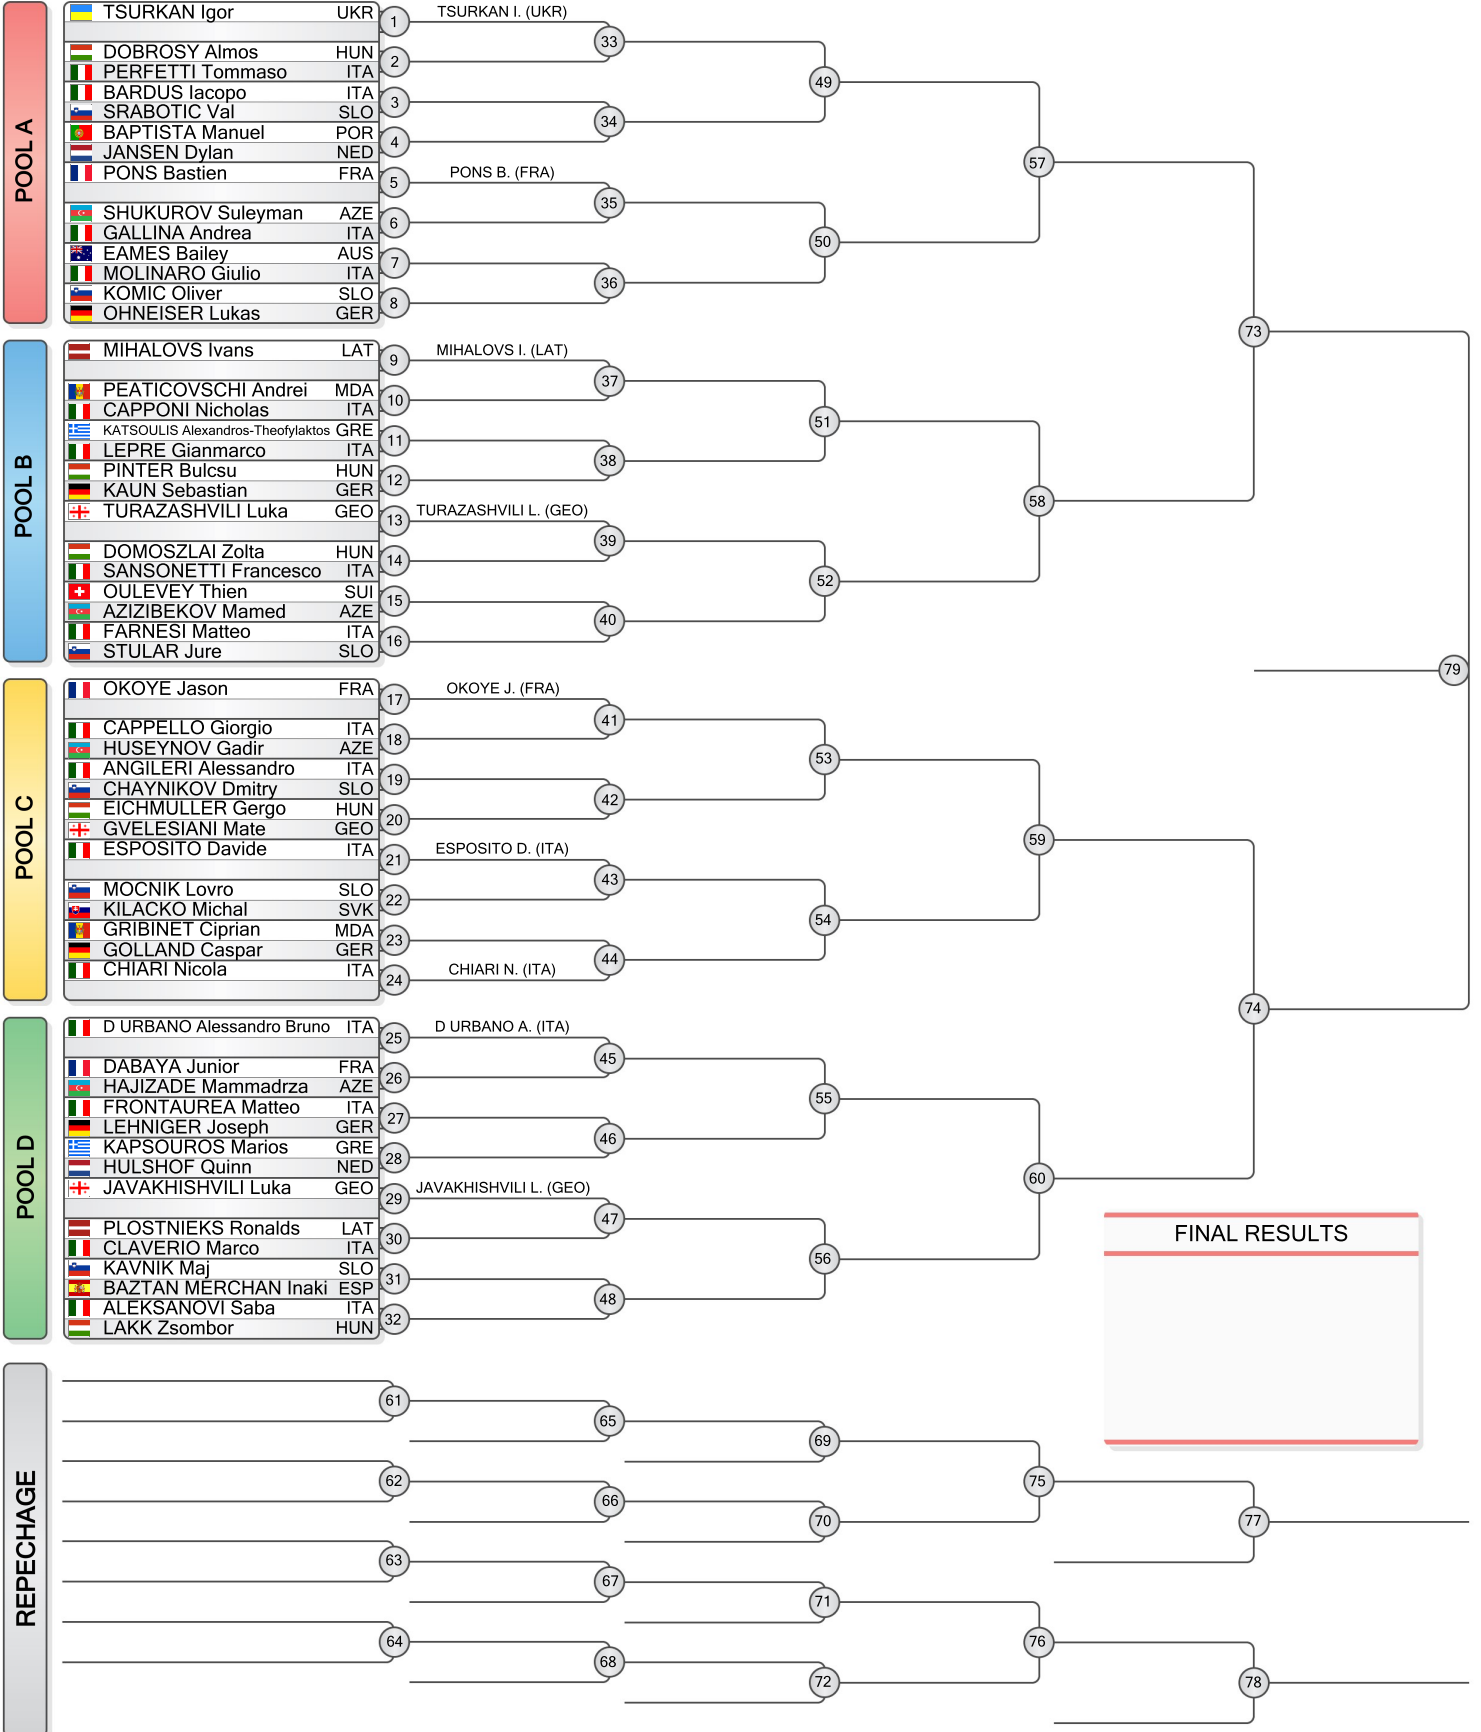 POOL A
TSURKAN Igor UKR
1
TSURKAN I. (UKR)
33
DOBROSY Almos HUN
2
PERFETTI Tommaso ITA
49
BARDUS Iacopo ITA
3
SRABOTIC Val SLO
34
BAPTISTA Manuel POR
4
JANSEN Dylan NED
57
PONS Bastien FRA
5
PONS B. (FRA)
35
SHUKUROV Suleyman AZE
6
GALLINA Andrea ITA
50
EAMES Bailey AUS
7
MOLINARO Giulio ITA
36
KOMIC Oliver SLO
8
OHNEISER Lukas GER
73
POOL B
MIHALOVS Ivans LAT
9
MIHALOVS I. (LAT)
37
PEATICOVSCHI Andrei MDA
10
CAPPONI Nicholas ITA
51
KATSOULIS Alexandros-Theofylaktos GRE
11
LEPRE Gianmarco ITA
38
PINTER Bulcsu HUN
12
KAUN Sebastian GER
58
TURAZASHVILI Luka GEO
13
TURAZASHVILI L. (GEO)
39
DOMOSZLAI Zolta HUN
14
SANSONETTI Francesco ITA
52
OULEVEY Thien SUI
15
AZIZIBEKOV Mamed AZE
40
FARNESI Matteo ITA
16
STULAR Jure SLO
79
POOL C
OKOYE Jason FRA
17
OKOYE J. (FRA)
41
CAPPELLO Giorgio ITA
18
HUSEYNOV Gadir AZE
53
ANGILERI Alessandro ITA
19
CHAYNIKOV Dmitry SLO
42
EICHMULLER Gergo HUN
20
GVELESIANI Mate GEO
59
ESPOSITO Davide ITA
21
ESPOSITO D. (ITA)
43
MOCNIK Lovro SLO
22
KILACKO Michal SVK
54
GRIBINET Ciprian MDA
23
GOLLAND Caspar GER
44
CHIARI Nicola ITA
24
CHIARI N. (ITA)
74
POOL D
D URBANO Alessandro Bruno ITA
25
D URBANO A. (ITA)
45
DABAYA Junior FRA
26
HAJIZADE Mammadrza AZE
55
FRONTAUREA Matteo ITA
27
LEHNIGER Joseph GER
46
KAPSOUROS Marios GRE
28
HULSHOF Quinn NED
60
JAVAKHISHVILI Luka GEO
29
JAVAKHISHVILI L. (GEO)
47
PLOSTNIEKS Ronalds LAT
30
CLAVERIO Marco ITA
56
KAVNIK Maj SLO
31
BAZTAN MERCHAN Inaki ESP
48
ALEKSANOVI Saba ITA
32
LAKK Zsombor HUN
FINAL RESULTS
REPECHAGE
61
65
69
62
75
66
70
77
63
67
71
64
76
68
72
78